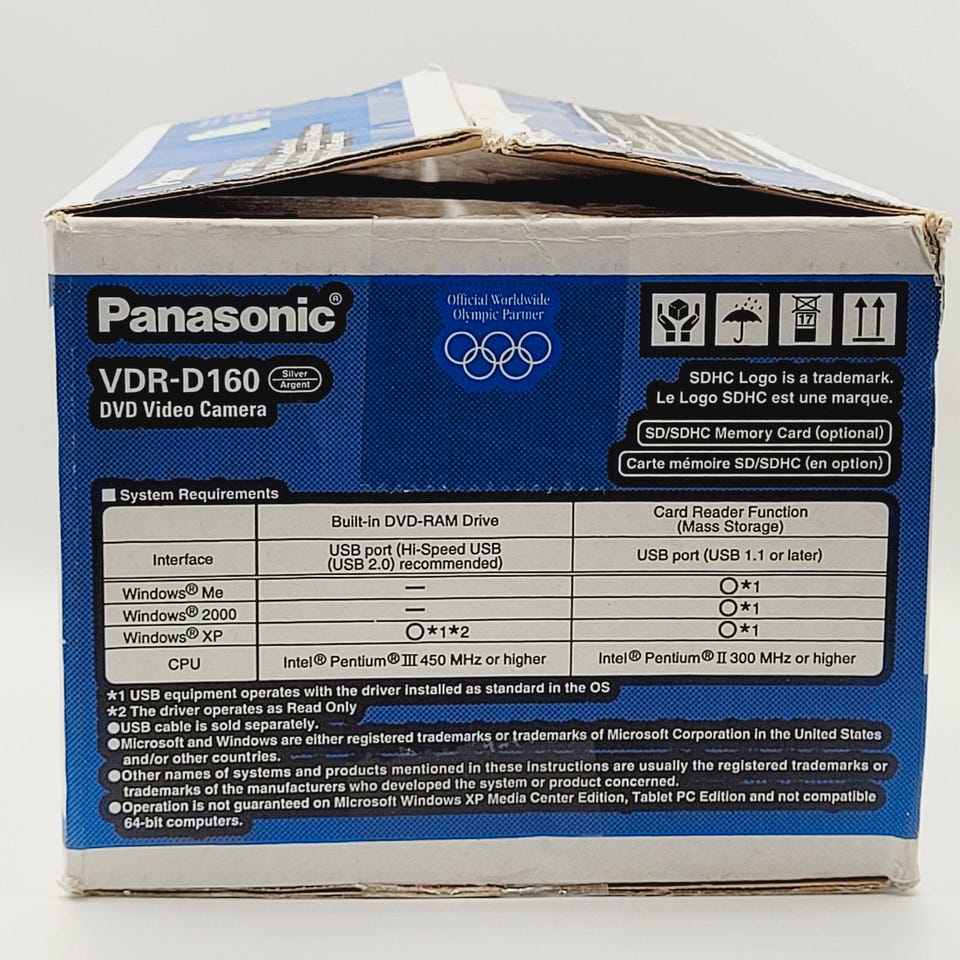 Panasonic®
VDR-D160 Silver Argent
DVD Video Camera
Official Worldwide
Olympic Partner
17
SDHC Logo is a trademark.
Le Logo SDHC est une marque.
SD/SDHC Memory Card (optional)
Carte mémoire SD/SDHC (en option)
■ System Requirements
Built-in DVD-RAM Drive
Card Reader Function
(Mass Storage)
Interface
USB port (Hi-Speed USB
(USB 2.0) recommended)
USB port (USB 1.1 or later)
Windows® Me — ○*1
Windows® 2000 — ○*1
Windows® XP ○*1*2 ○*1
CPU Intel® Pentium® III 450 MHz or higher Intel® Pentium® II 300 MHz or higher
*1 USB equipment operates with the driver installed as standard in the OS
*2 The driver operates as Read Only
●USB cable is sold separately.
●Microsoft and Windows are either registered trademarks or trademarks of Microsoft Corporation in the United States
and/or other countries.
●Other names of systems and products mentioned in these instructions are usually the registered trademarks or
trademarks of the manufacturers who developed the system or product concerned.
●Operation is not guaranteed on Microsoft Windows XP Media Center Edition, Tablet PC Edition and not compatible
64-bit computers.